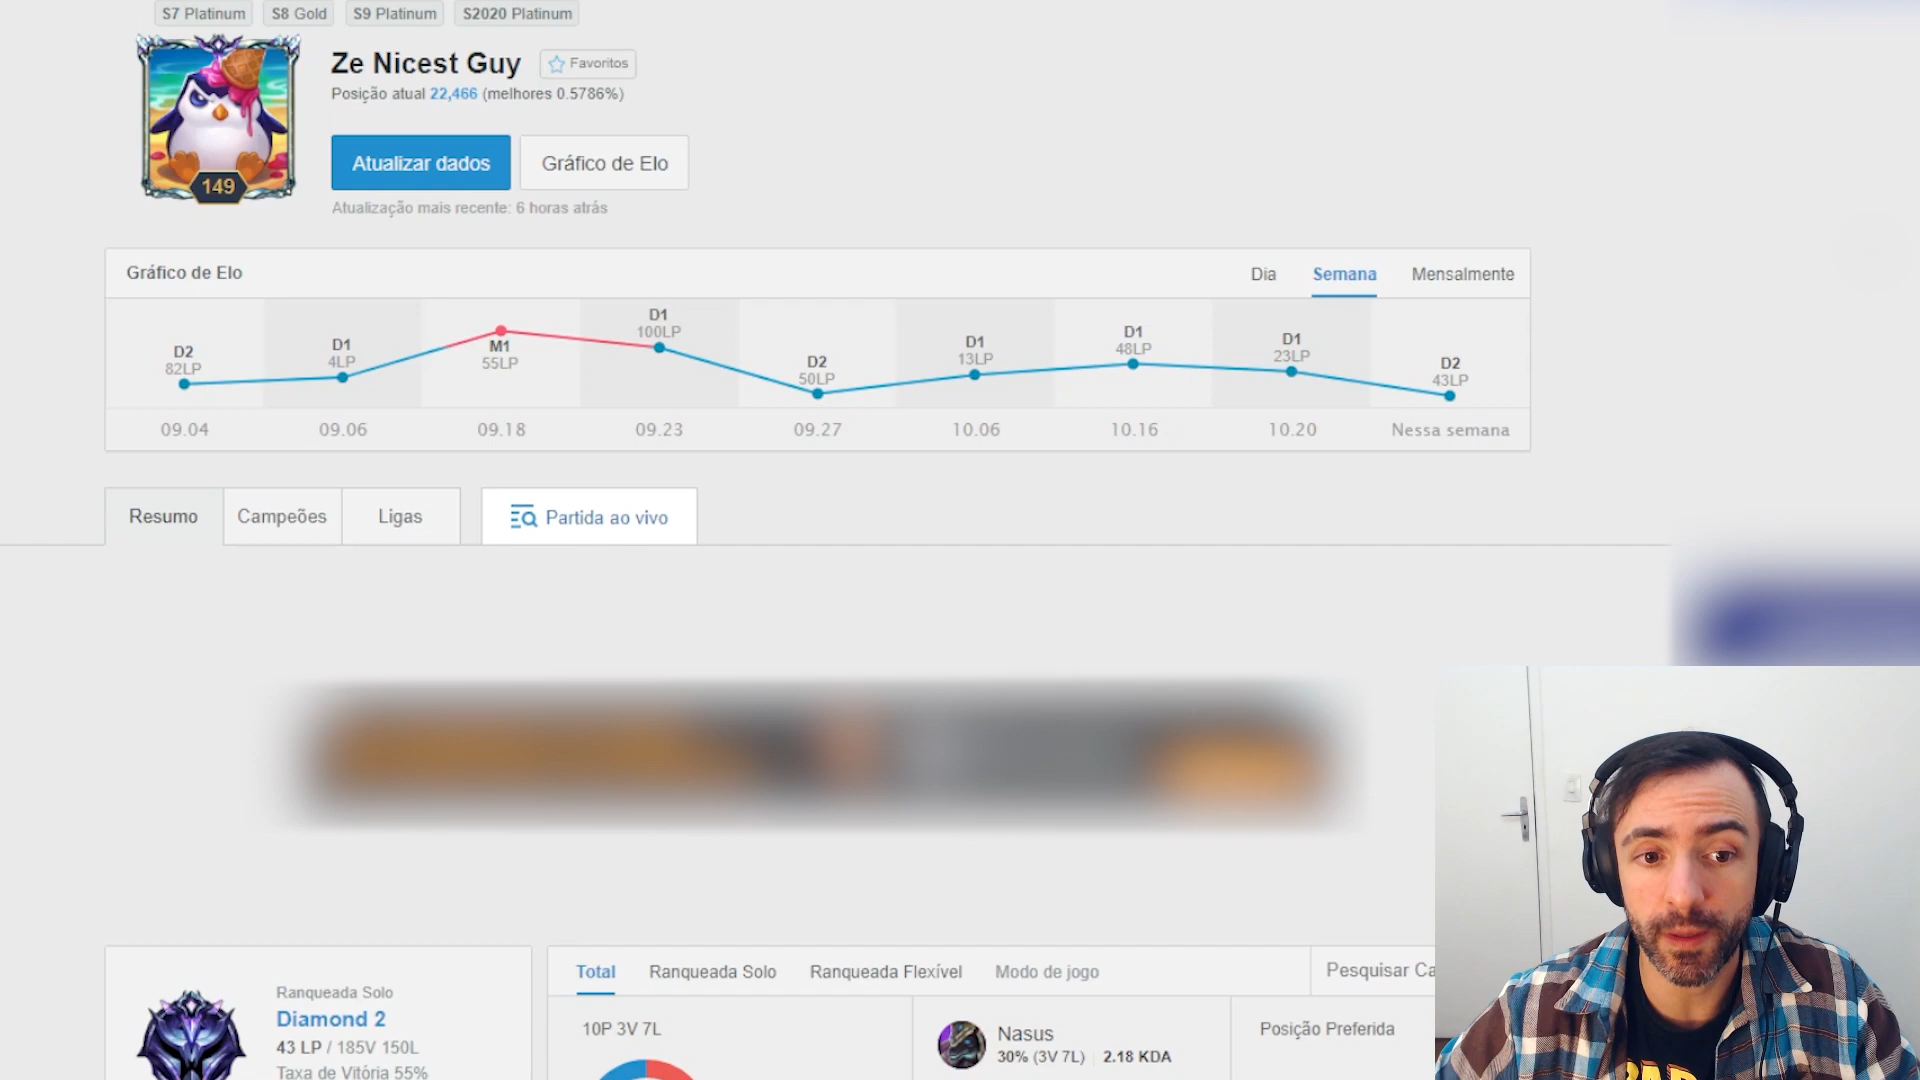 S7 Platinum S8 Gold S9 Platinum S2020 Platinum
Ze Nicest Guy Favoritos
Posição atual 22,466 (melhores 0.5786%)
Atualizar dados Gráfico de Elo
149
Atualização mais recente: 6 horas atrás
Gráfico de Elo Dia Semana Mensalmente
D2
82LP
D1
4LP
M1
55LP
D1
100LP
D2
50LP
D1
13LP
D1
48LP
D1
23LP
D2
43LP
09.04 09.06 09.18 09.23 09.27 10.06 10.16 10.20 Nessa semana
Resumo Campeões Ligas Partida ao vivo
Ranqueada Solo
Diamond 2
43 LP / 185V 150L
Taxa de Vitória 55%
Total Ranqueada Solo Ranqueada Flexível Modo de jogo Pesquisar Ca
10P 3V 7L
Nasus
30% (3V 7L) 2.18 KDA
Posição Preferida